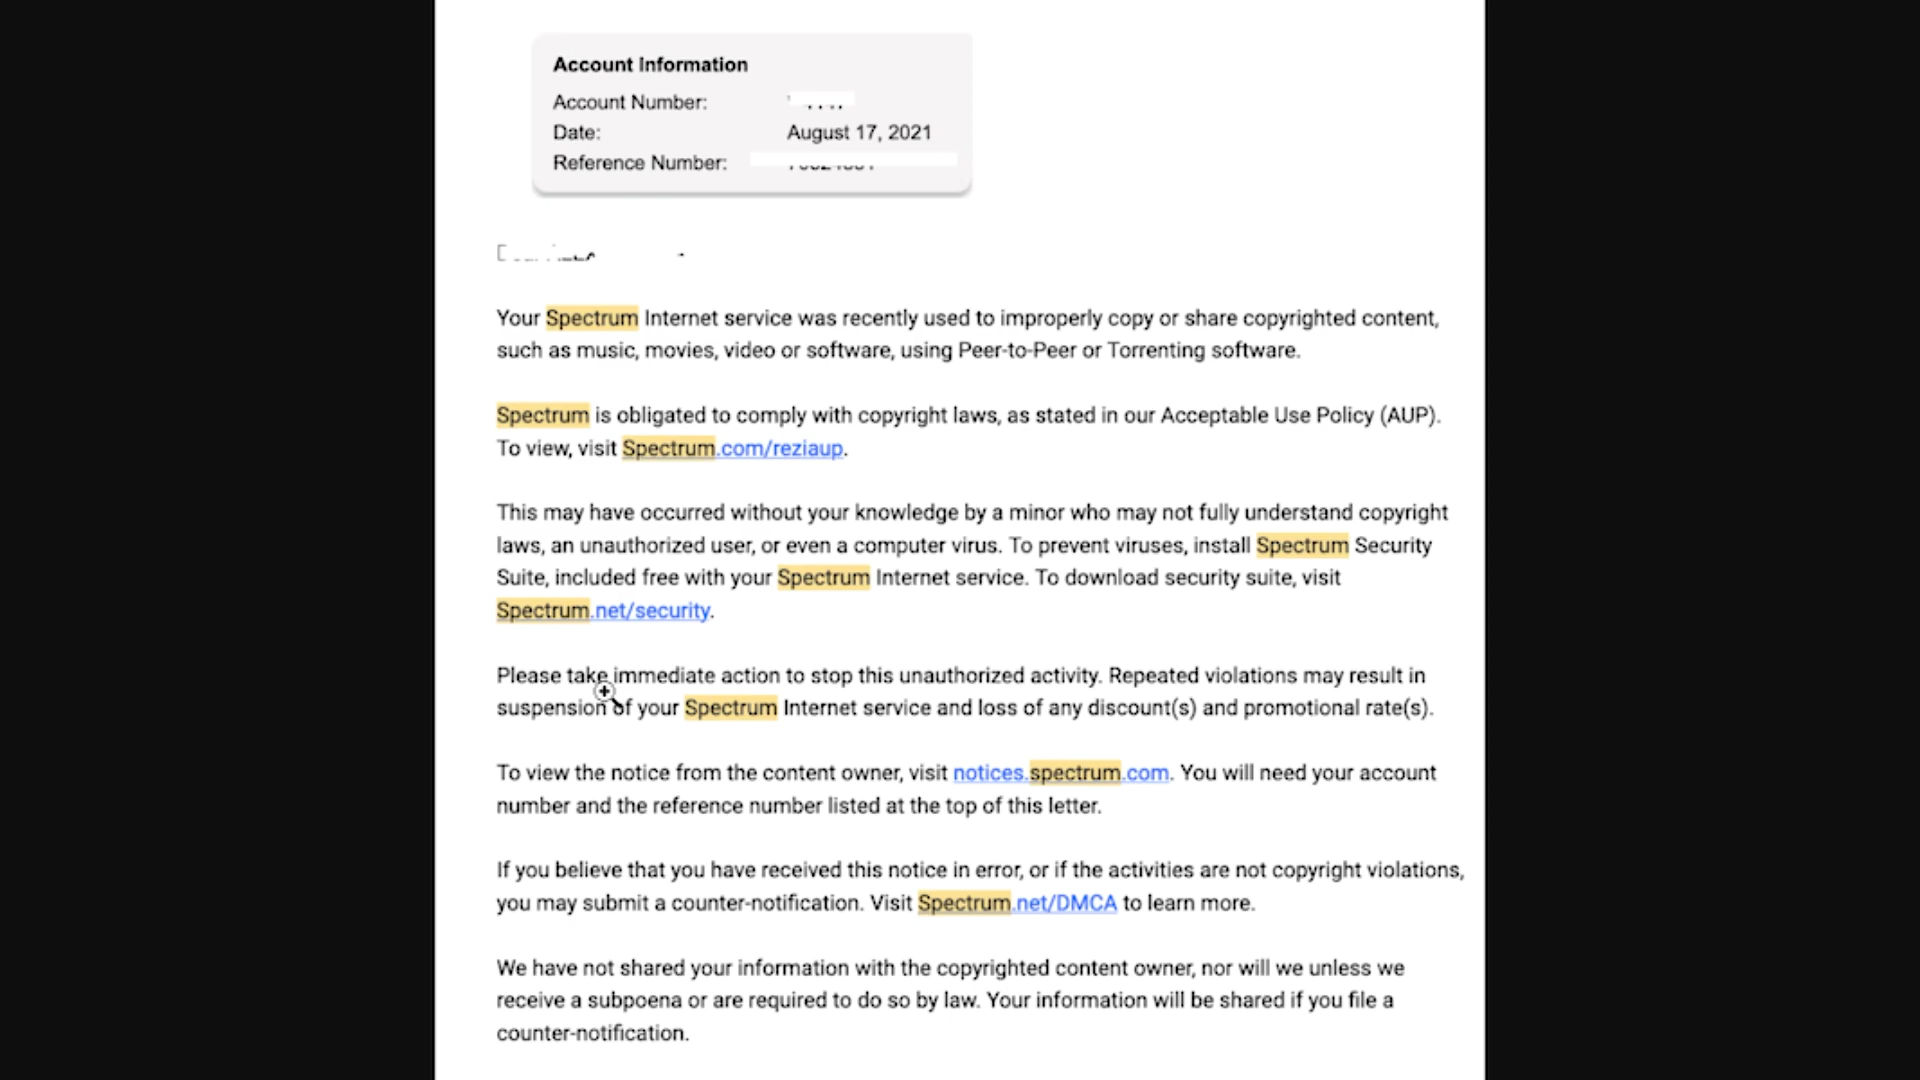 Account Information
Account Number:
Date: August 17, 2021
Reference Number:
Your Spectrum Internet service was recently used to improperly copy or share copyrighted content,
such as music, movies, video or software, using Peer-to-Peer or Torrenting software.
Spectrum is obligated to comply with copyright laws, as stated in our Acceptable Use Policy (AUP).
To view, visit Spectrum.com/reziaup.
This may have occurred without your knowledge by a minor who may not fully understand copyright
laws, an unauthorized user, or even a computer virus. To prevent viruses, install Spectrum Security
Suite, included free with your Spectrum Internet service. To download security suite, visit
Spectrum.net/security.
Please take immediate action to stop this unauthorized activity. Repeated violations may result in
suspension of your Spectrum Internet service and loss of any discount(s) and promotional rate(s).
To view the notice from the content owner, visit notices.spectrum.com. You will need your account
number and the reference number listed at the top of this letter.
If you believe that you have received this notice in error, or if the activities are not copyright violations,
you may submit a counter-notification. Visit Spectrum.net/DMCA to learn more.
We have not shared your information with the copyrighted content owner, nor will we unless we
receive a subpoena or are required to do so by law. Your information will be shared if you file a
counter-notification.